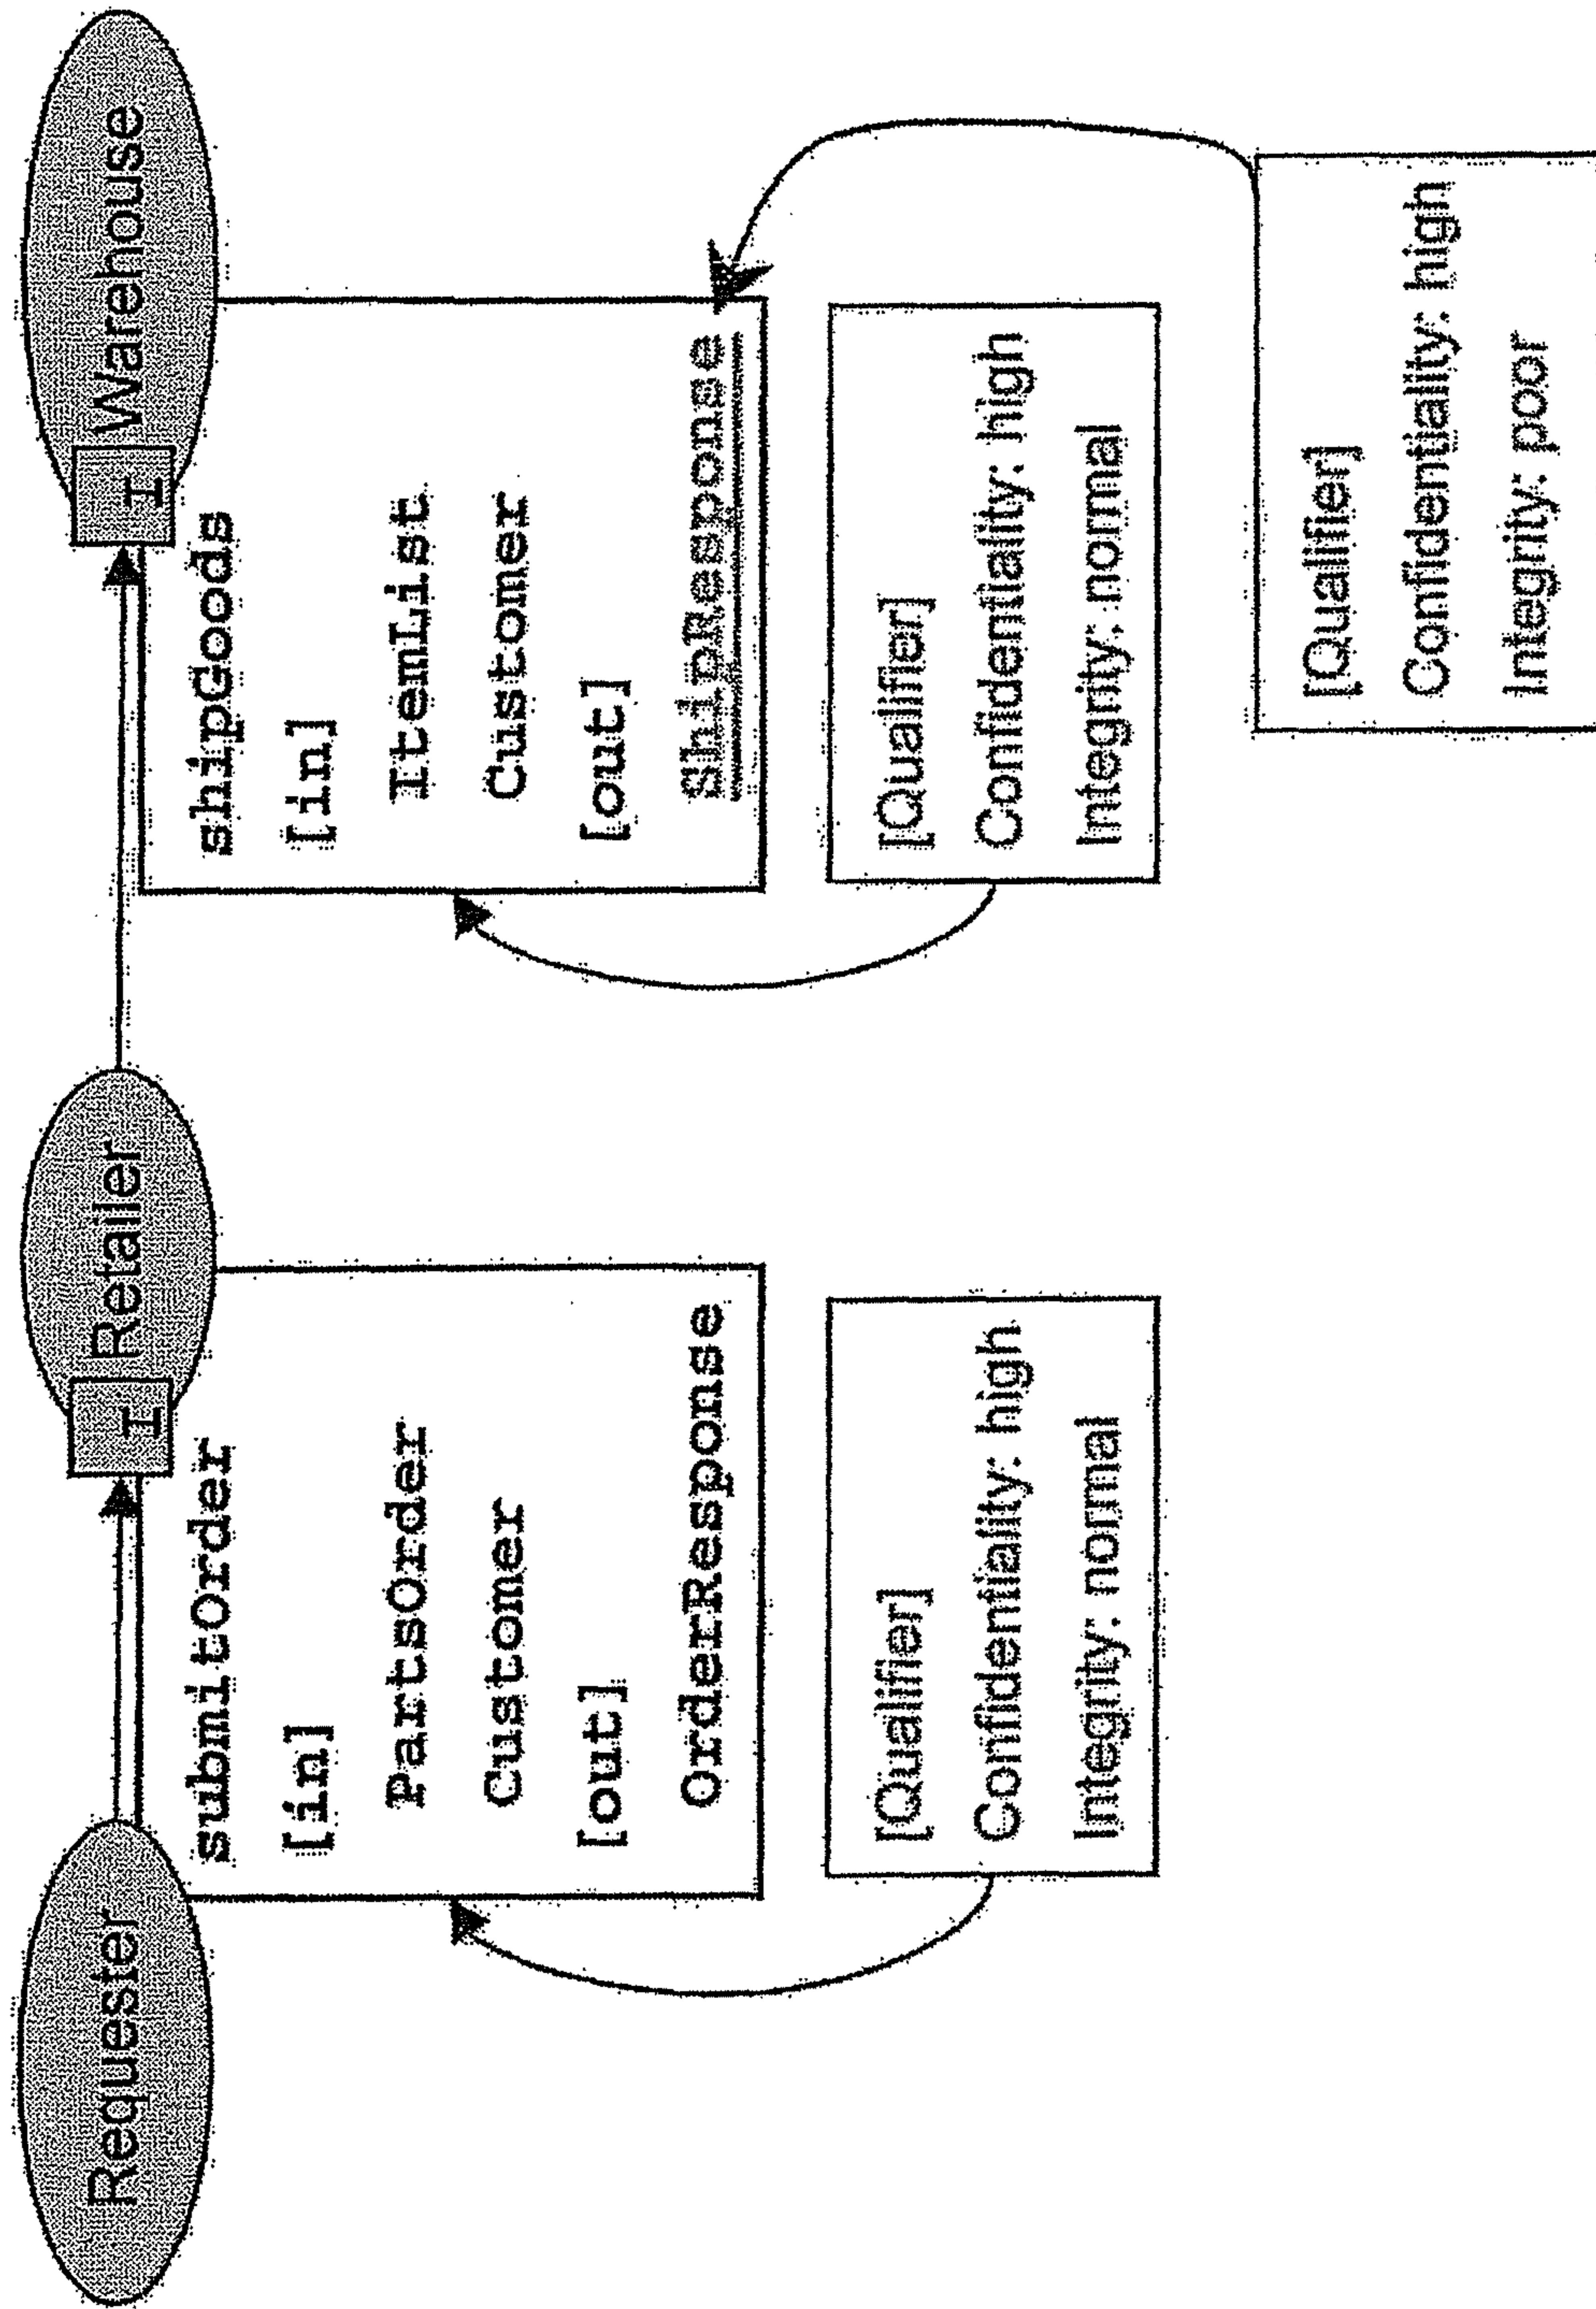 Requester
I
Retailer
I
Warehouse
submitOrder
[in]
PartsOrder
Customer
[out]
OrderResponse
[Qualifier]
Confidentiality: high
Integrity: normal
shipGoods
[in]
ItemList
Customer
[out]
ShipResponse
[Qualifier]
Confidentiality: high
Integrity: normal
[Qualifier]
Confidentiality: high
Integrity: poor